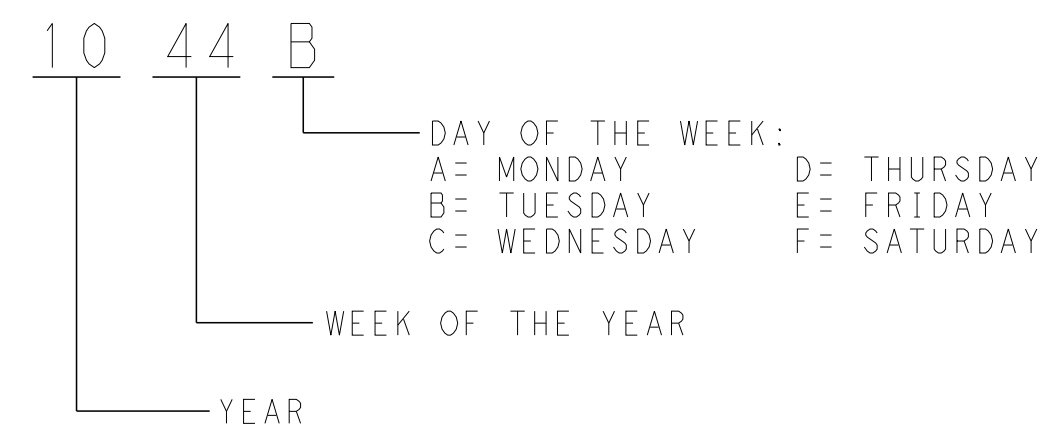 10 44 B
DAY OF THE WEEK:
A= MONDAY D= THURSDAY
B= TUESDAY E= FRIDAY
C= WEDNESDAY F= SATURDAY
WEEK OF THE YEAR
YEAR